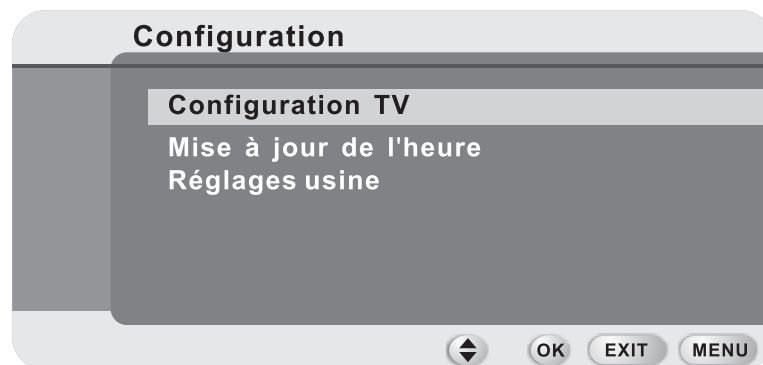 Configuration
Configuration TV
Mise à jour de l'heure
Réglages usine
OK EXIT MENU